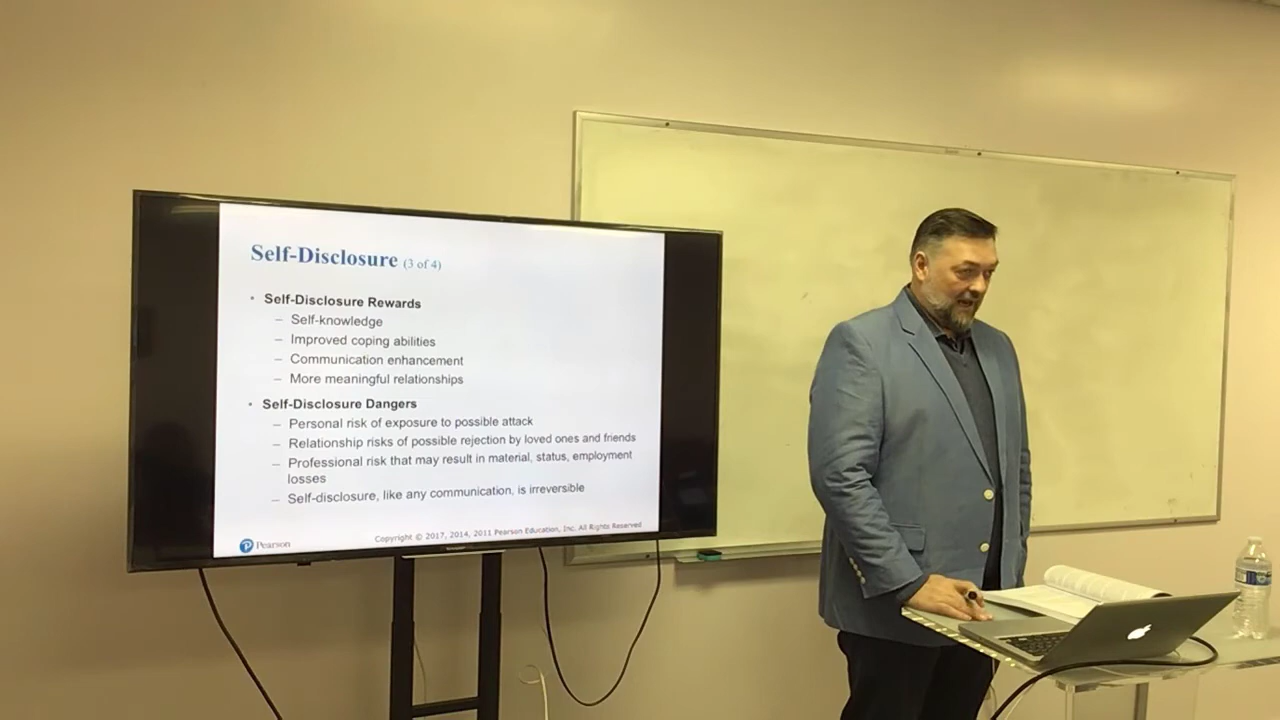 Self-Disclosure (3 of 4)
• Self-Disclosure Rewards
– Self-knowledge
– Improved coping abilities
– Communication enhancement
– More meaningful relationships
• Self-Disclosure Dangers
– Personal risk of exposure to possible attack
– Relationship risks of possible rejection by loved ones and friends
– Professional risk that may result in material, status, employment
losses
– Self-disclosure, like any communication, is irreversible
Pearson
Copyright © 2017, 2014, 2011 Pearson Education, Inc. All Rights Reserved